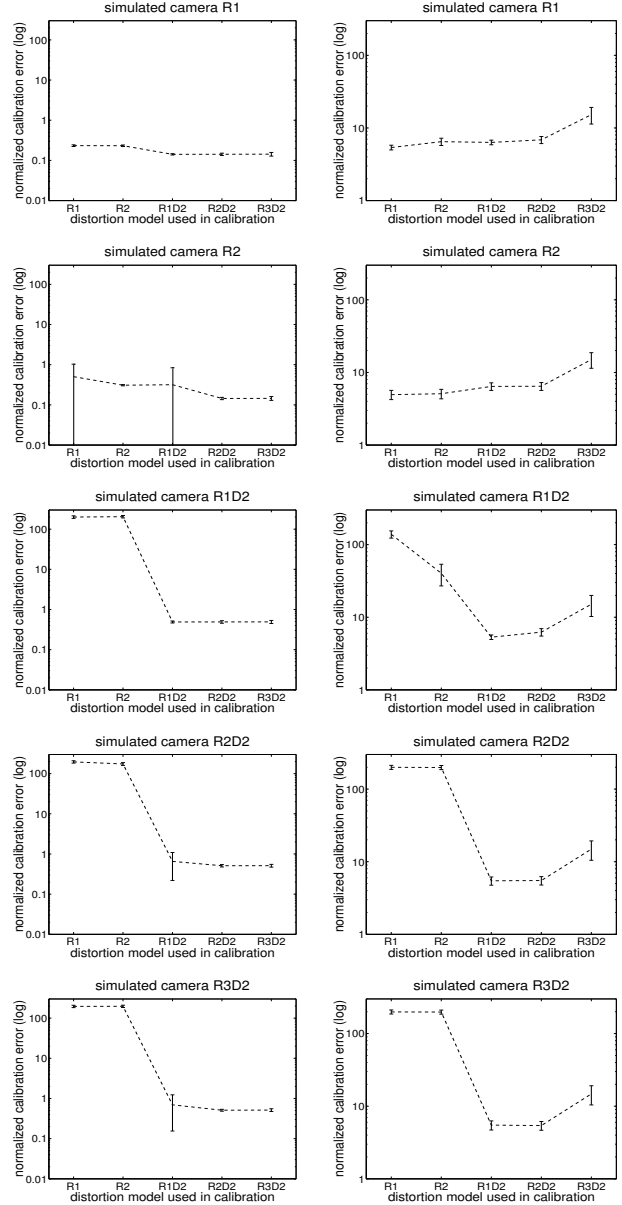 simulated camera R1
normalized calibration error (log)
100
10
1
0.1
0.01
R1 R2 R1D2 R2D2 R3D2
distortion model used in calibration
simulated camera R1
normalized calibration error (log)
100
10
1
R1 R2 R1D2 R2D2 R3D2
distortion model used in calibration
simulated camera R2
normalized calibration error (log)
100
10
1
0.1
0.01
R1 R2 R1D2 R2D2 R3D2
distortion model used in calibration
simulated camera R2
normalized calibration error (log)
100
10
1
R1 R2 R1D2 R2D2 R3D2
distortion model used in calibration
simulated camera R1D2
normalized calibration error (log)
100
10
1
0.1
0.01
R1 R2 R1D2 R2D2 R3D2
distortion model used in calibration
simulated camera R1D2
normalized calibration error (log)
100
10
1
R1 R2 R1D2 R2D2 R3D2
distortion model used in calibration
simulated camera R2D2
normalized calibration error (log)
100
10
1
0.1
0.01
R1 R2 R1D2 R2D2 R3D2
distortion model used in calibration
simulated camera R2D2
normalized calibration error (log)
100
10
1
R1 R2 R1D2 R2D2 R3D2
distortion model used in calibration
simulated camera R3D2
normalized calibration error (log)
100
10
1
0.1
0.01
R1 R2 R1D2 R2D2 R3D2
distortion model used in calibration
simulated camera R3D2
normalized calibration error (log)
100
10
1
R1 R2 R1D2 R2D2 R3D2
distortion model used in calibration